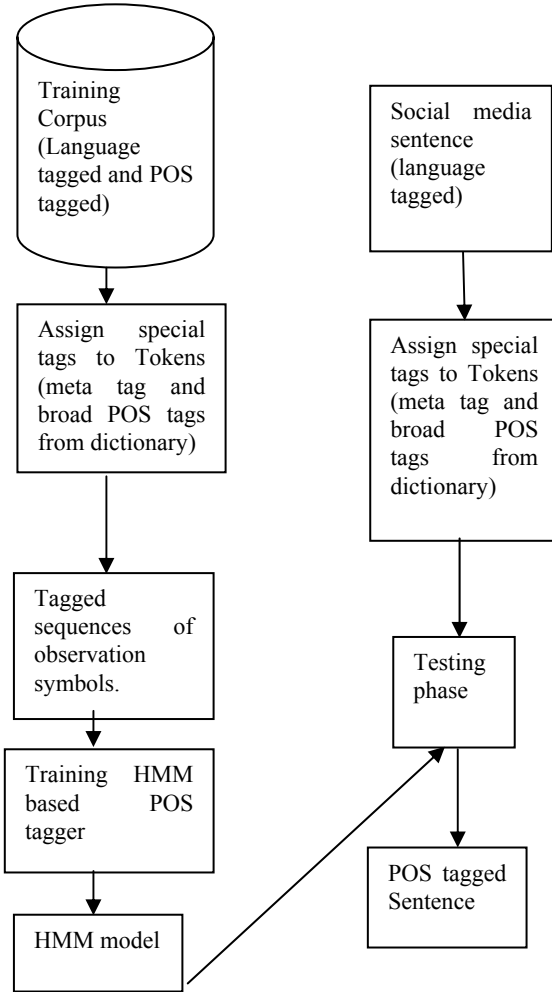 Training
Corpus
(Language
tagged and POS
tagged)
Assign special
tags to Tokens
(meta tag and
broad POS tags
from dictionary)
Tagged
sequences of
observation
symbols.
Training HMM
based POS
tagger
HMM model
Social media
sentence
(language
tagged)
Assign special
tags to Tokens
(meta tag and
broad POS
tags from
dictionary)
Testing
phase
POS tagged
Sentence